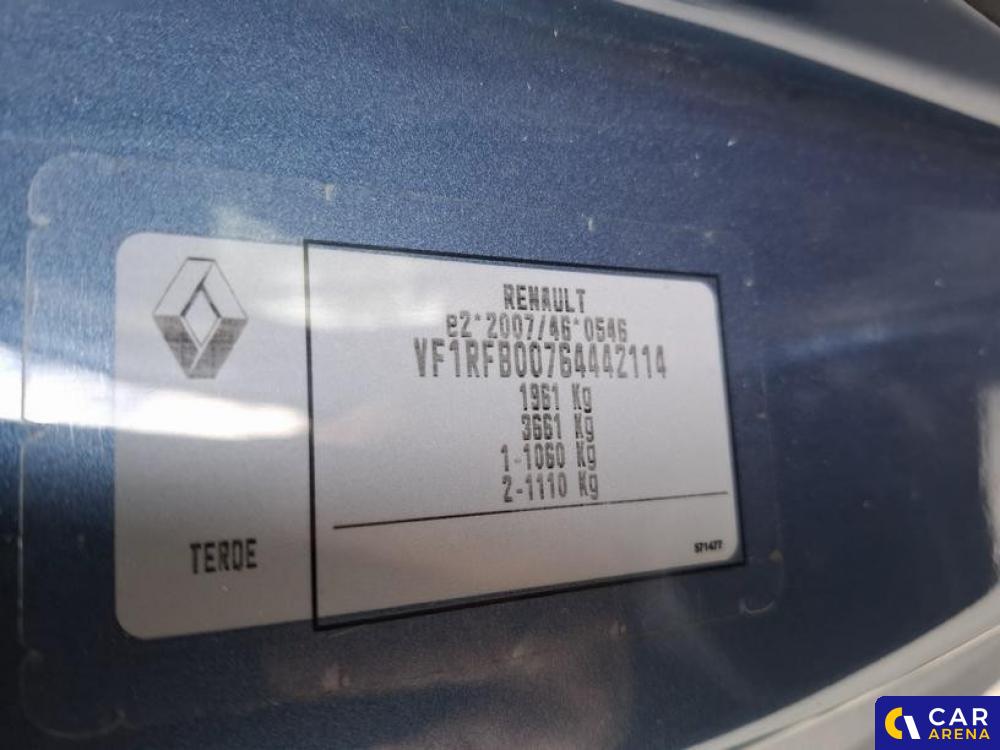 RENAULT
e2*2007/46*0546
VF1RFB00764442114
1961 Kg
3661 Kg
1-1060 Kg
2-1110 Kg
TERDE
571477
CAR
ARENA